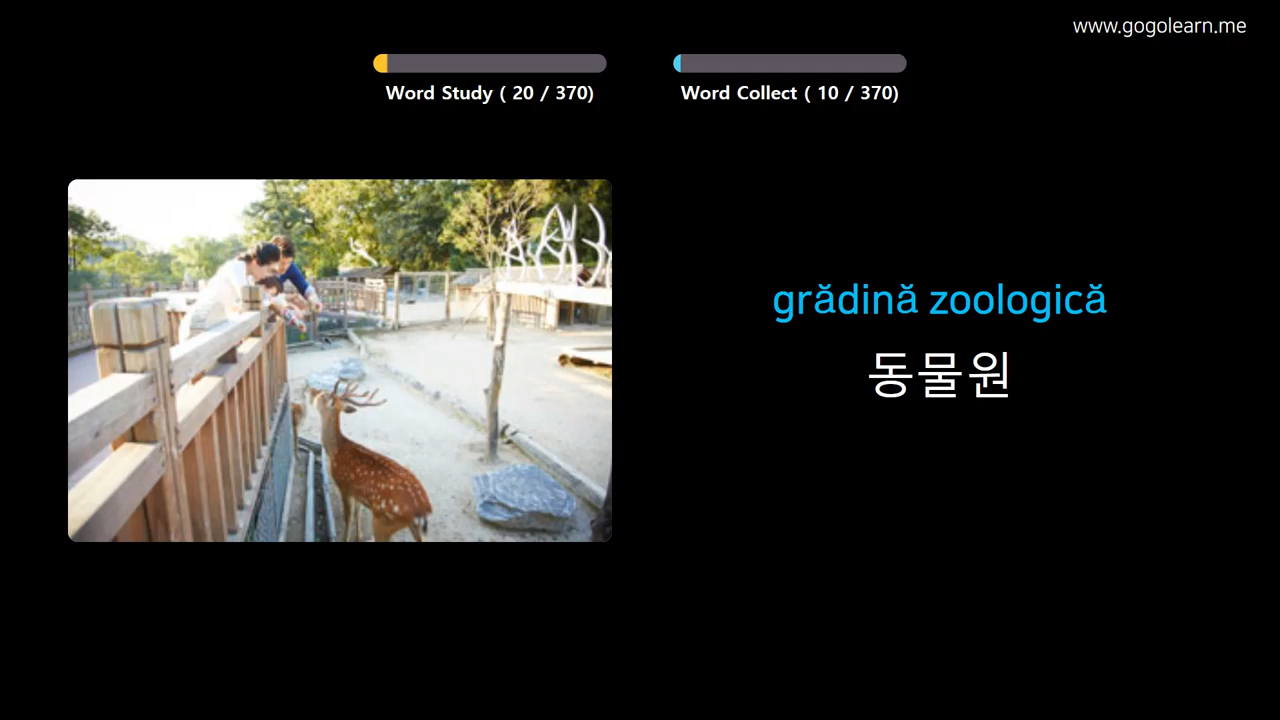 www.gogolearn.me
Word Study ( 20 / 370)
Word Collect ( 10 / 370)
grădină zoologică
동물원